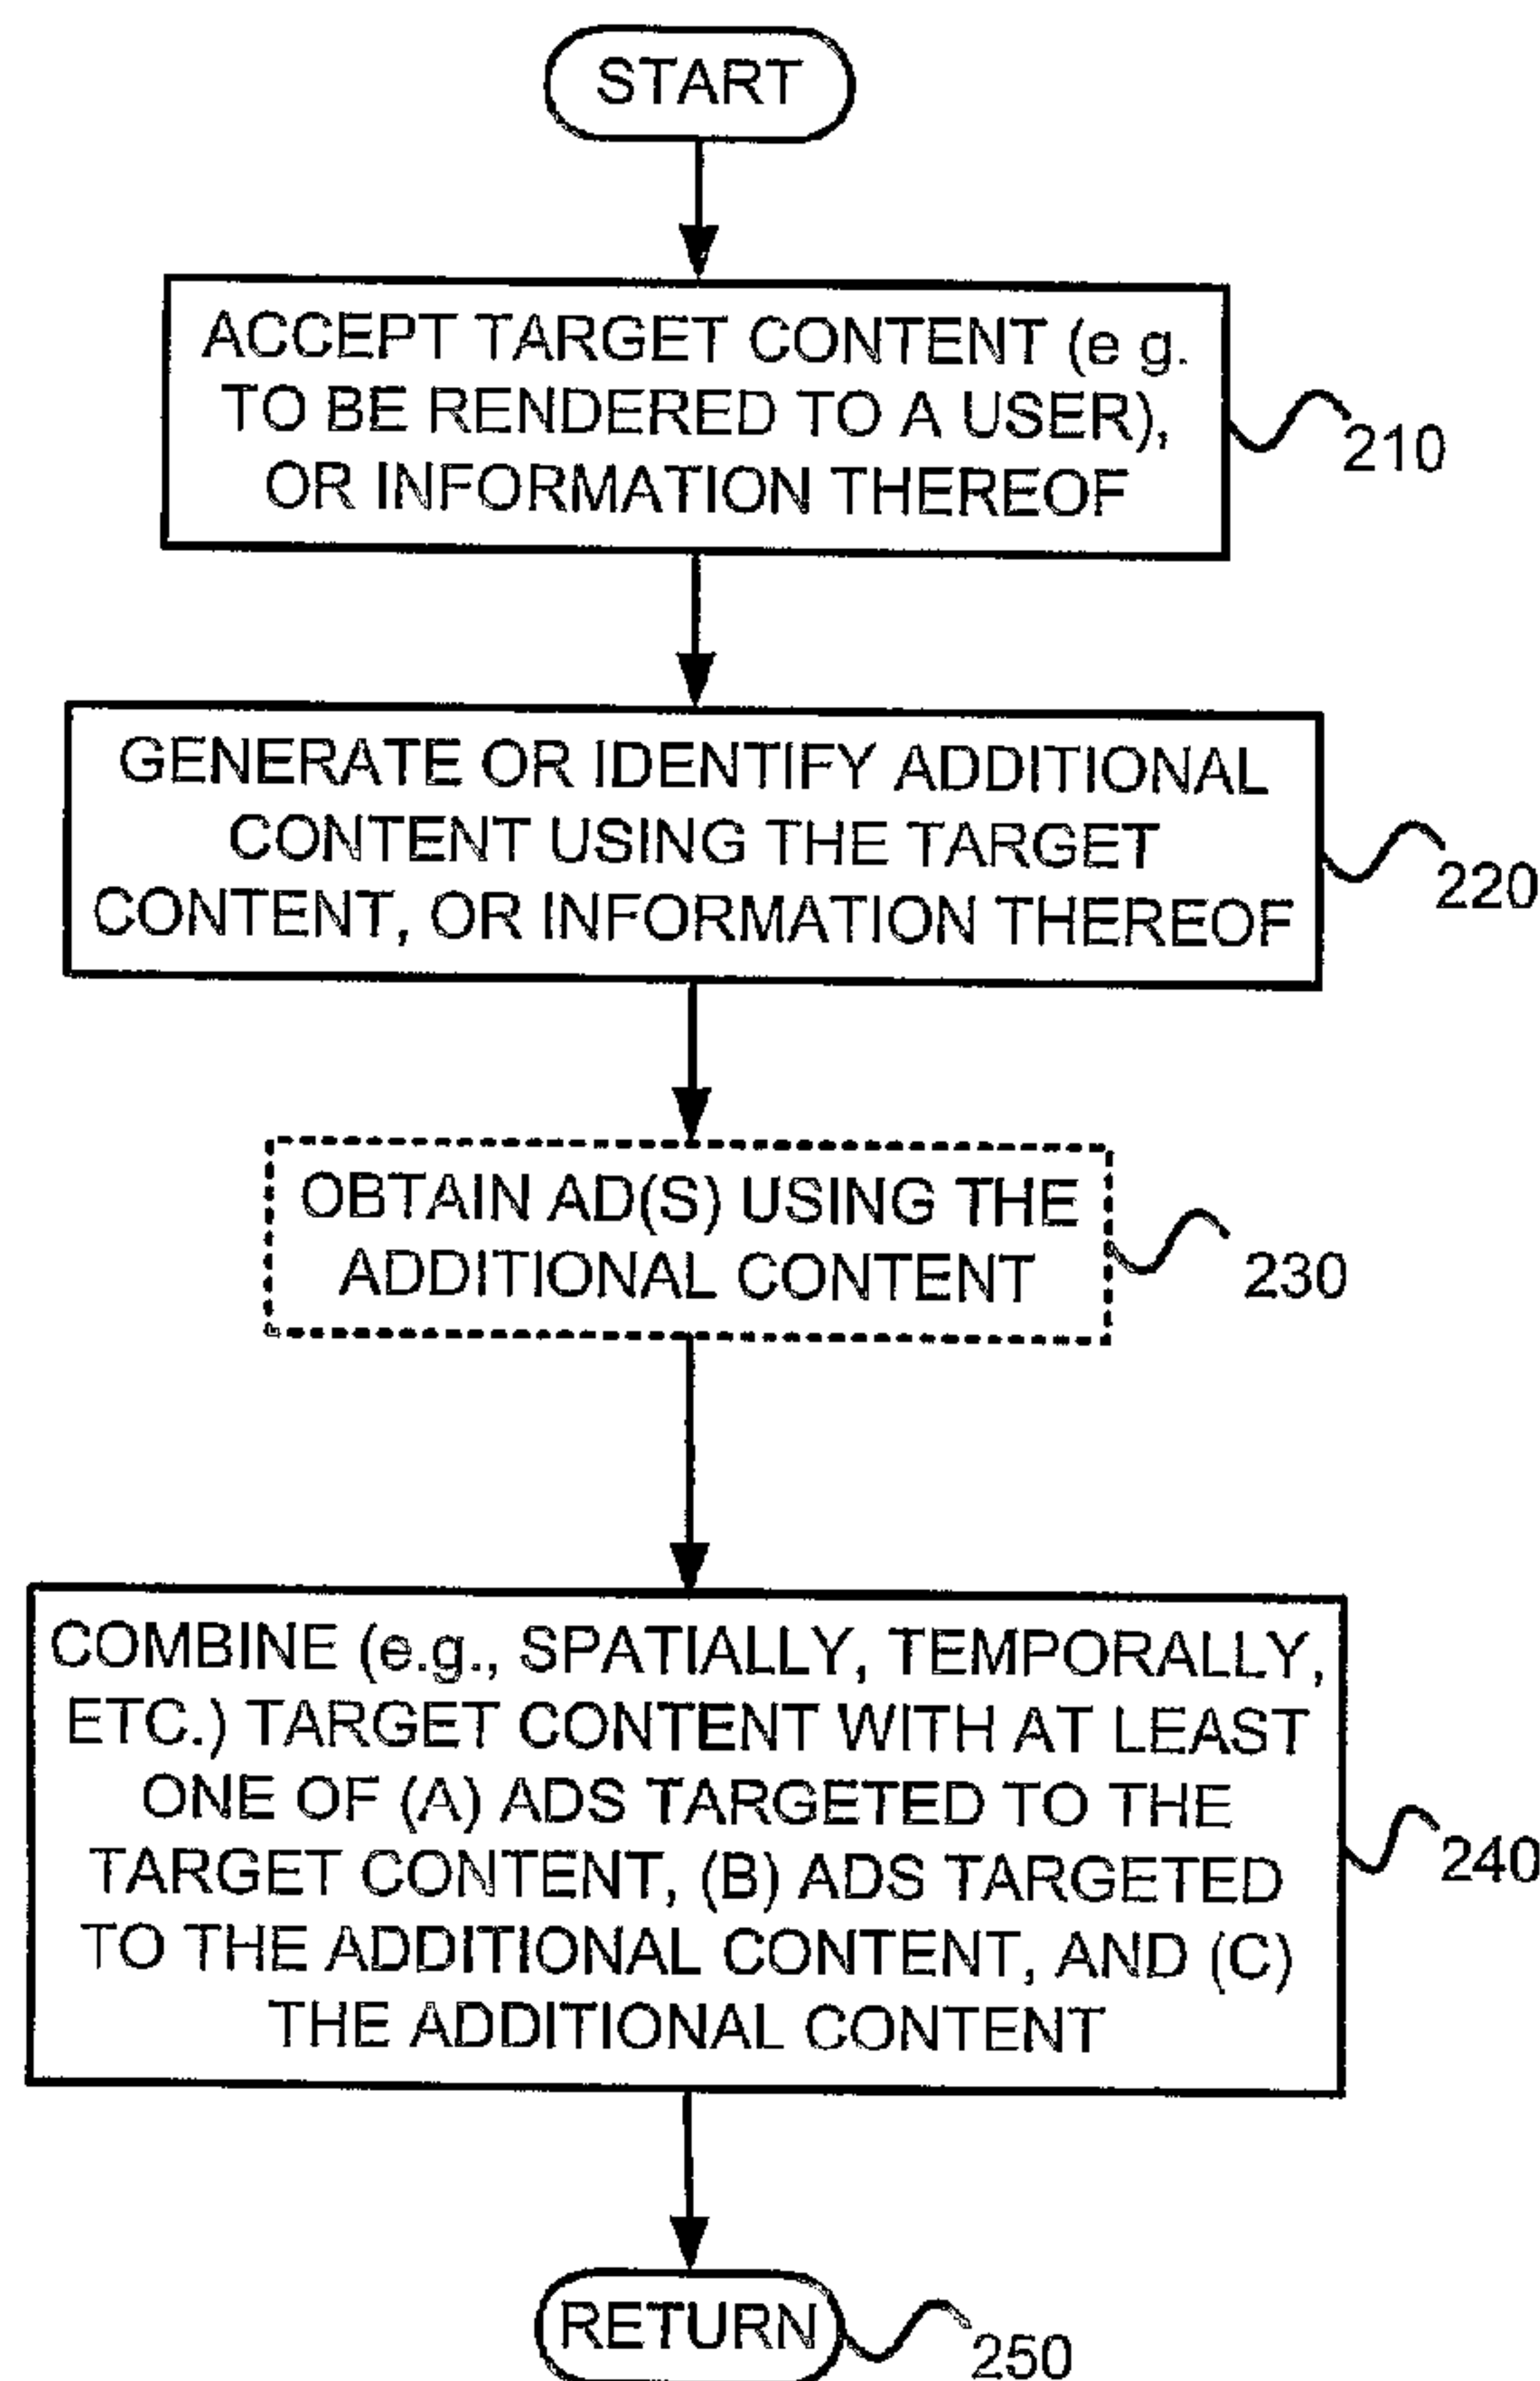 START
ACCEPT TARGET CONTENT (e g.
TO BE RENDERED TO A USER),
OR INFORMATION THEREOF
210
GENERATE OR IDENTIFY ADDITIONAL
CONTENT USING THE TARGET
CONTENT, OR INFORMATION THEREOF
220
OBTAIN AD(S) USING THE
ADDITIONAL CONTENT
230
COMBINE (e.g., SPATIALLY, TEMPORALLY,
ETC.) TARGET CONTENT WITH AT LEAST
ONE OF (A) ADS TARGETED TO THE
TARGET CONTENT, (B) ADS TARGETED
TO THE ADDITIONAL CONTENT, AND (C)
THE ADDITIONAL CONTENT
240
RETURN
250